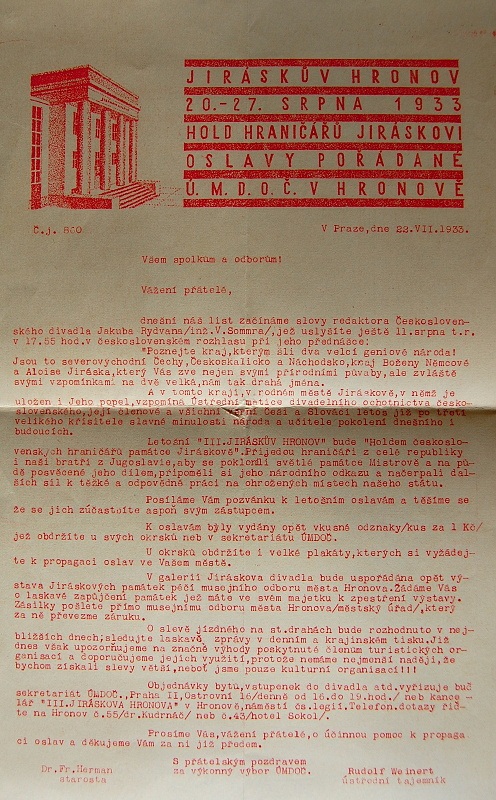 JIRÁSKŮV HRONOV
20.-27. SRPNA 1933
HOLD HRANIČÁŘŮ JIRÁSKOVI
OSLAVY POŘÁDANÉ
Ú.M.D.O.Č. V HRONOVĚ
Č.j. 860
V Praze,dne 22.VII.1933.
Všem spolkům a odborům!
Vážení přátelé,
dnešní náš list začínáme slovy redaktora Českosloven-
ského divadla Jakuba Rydvana/inž.V.Sommra/,jež uslyšíte ještě 11.srpna t.r.
v 17.55 hod.v československém rozhlasu při jeho přednášce:
"Poznejte kraj,kterým šli dva velcí geniové národa!
Jsou to severovýchodní Čechy,Českoskalicko a Náchodsko,kraj Boženy Němcové
a Aloise Jiráska,který Vás zve nejen svými přírodními půvaby,ale zvláště
svými vzpomínkami na dvě velká,nám tak drahá jména.
A v tomto kraji,v rodném městě Jiráskově,v němž je
uložen i Jeho popel,vzpomíná Ústřední matice divadelního ochotnictva česko-
slovenského,její členové a všichni věrní Češi a Slováci letos již po třetí
velikého křísitele slavné minulosti národa a učitele pokolení dnešního i
budoucích.
Letošní "III.JIRÁSKŮV HRONOV" bude "Holdem českoslo-
venských hraničářů památce Jiráskově".Přijedou hraničáři z celé republiky
i naši bratří z Jugoslavie,aby se poklonili světlé památce Mistrově a na pů-
dě posvěcené jeho dílem,připoměli si jeho národního odkazu a načerpali dal-
ších sil k těžké a odpovědné práci na ohrožených místech našeho státu.
Posíláme Vám pozvánku k letošním oslavám a těšíme se
že se jich zúčastníte aspoň svým zástupcem.
K oslavám byly vydány opět vkusné odznaky/kus za 1 Kč/
jež obdržíte u svých okrsků neb v sekretariátu ÚMDOČ.
U okrsků obdržíte i velké plakáty,kterých si vyžádej-
te k propagaci oslav ve Vašem městě.
V galerii Jiráskova divadla bude uspořádána opět vý-
stava Jiráskových památek péčí musejního odboru města Hronova.Žádáme Vás
o laskavé zapůjčení památek jež máte ve svém majetku k zpestření výstavy.
Zásilky pošlete přímo musejnímu odboru města Hronova/městský úřad/,který
za ně převezme záruku.
O slevě jízdného na st.drahách bude rozhodnuto v nej-
bližších dnech;sledujte laskavě zprávy v denním a krajinském tisku.Již
dnes však upozorňujeme na značné výhody poskytnuté členům turistických or-
ganisací a doporučujeme jejich využití,protože nemáme nejmenší naději,že
bychom získali slevy větší,neboť jsme pouze kulturní organisací!!!
Objednávky bytů,vstupenek do divadla atd.vyřizuje buď
sekretariát ÚMDOČ.,Praha II,Ostrovní 16/denně od 16.do 19.hod./ neb kance -
lář "III.JIRÁSKOVA HRONOVA" v Hronově,náměstí čs.legií.Telefon.dotazy řiď-
te na Hronov č.55/dr.Kudrnáč/ neb č.43/hotel Sokol/.
Prosíme Vás,vážení přátelé,o účinnou pomoc k propaga
ci oslav a děkujeme Vám za ni již předem.
S přátelským pozdravem
za výkonný výbor ÚMDOČ.
Dr.Fr.Herman
starosta
Rudolf Weinert
ústřední tajemník